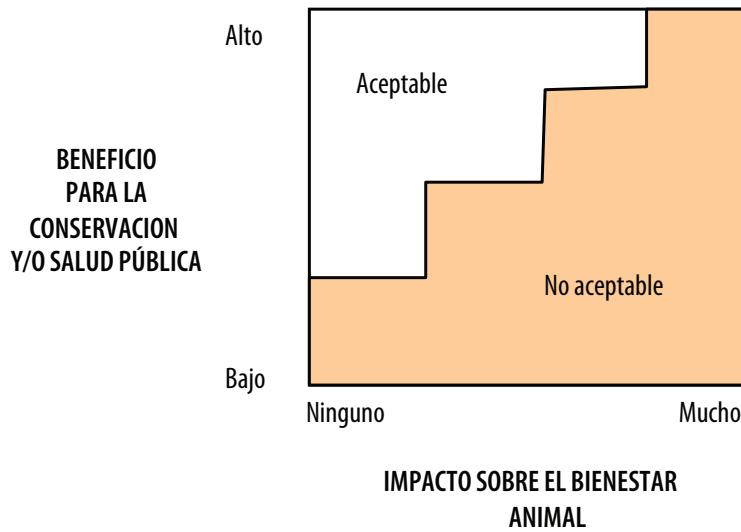 Alto
Aceptable
BENEFICIO
PARA LA
CONSERVACION
Y/O SALUD PÚBLICA
No aceptable
Bajo
Ninguno
Mucho
IMPACTO SOBRE EL BIENESTAR
ANIMAL